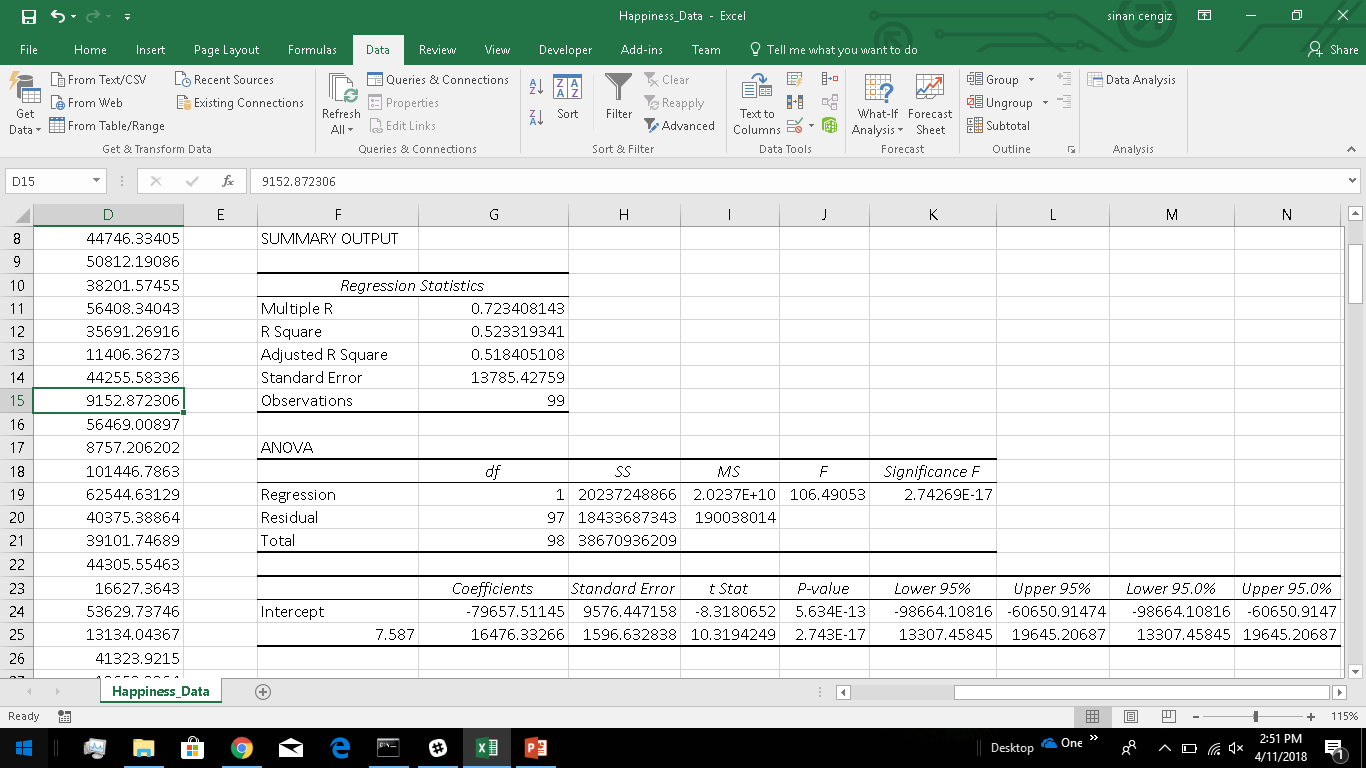 Happiness_Data - Excel
sinan cengiz
File Home Insert Page Layout Formulas Data Review View Developer Add-ins Team Tell me what you want to do Share
Get Data
From Text/CSV
From Web
From Table/Range
Recent Sources
Existing Connections
Get & Transform Data
Refresh All
Queries & Connections
Properties
Edit Links
Queries & Connections
Sort
Filter
Clear
Reapply
Advanced
Sort & Filter
Text to Columns
Data Tools
What-If Analysis
Forecast Sheet
Forecast
Group
Ungroup
Subtotal
Outline
Data Analysis
Analysis
D15 fx 9152.872306
D E F G H I J K L M N
8 44746.33405 SUMMARY OUTPUT
9 50812.19086
10 38201.57455 Regression Statistics
11 56408.34043 Multiple R 0.723408143
12 35691.26916 R Square 0.523319341
13 11406.36273 Adjusted R Square 0.518405108
14 44255.58336 Standard Error 13785.42759
15 9152.872306 Observations 99
16 56469.00897
17 8757.206202 ANOVA
18 101446.7863 df SS MS F Significance F
19 62544.63129 Regression 1 20237248866 2.0237E+10 106.49053 2.74269E-17
20 40375.38864 Residual 97 18433687343 190038014
21 39101.74689 Total 98 38670936209
22 44305.55463
23 16627.3643 Coefficients Standard Error t Stat P-value Lower 95% Upper 95% Lower 95.0% Upper 95.0%
24 53629.73746 Intercept -79657.51145 9576.447158 -8.3180652 5.634E-13 -98664.10816 -60650.91474 -98664.10816 -60650.9147
25 13134.04367 7.587 16476.33266 1596.632838 10.3194249 2.743E-17 13307.45845 19645.20687 13307.45845 19645.20687
26 41323.9215
Happiness_Data
Ready
115%
Desktop
One
2:51 PM
4/11/2018
1